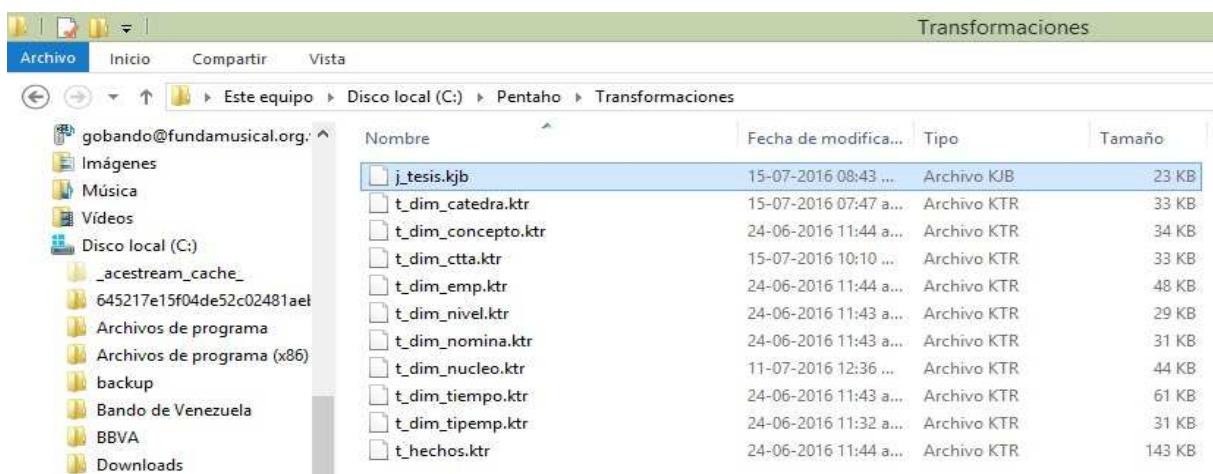 Transformaciones
Archivo Inicio Compartir Vista
Este equipo Disco local (C:) Pentaho Transformaciones
gobando@fundamusical.org.
Imágenes
Música
Vídeos
Disco local (C:)
_acestream_cache_
645217e15f04de52c02481aeb
Archivos de programa
Archivos de programa (x86)
backup
Bando de Venezuela
BBVA
Downloads
Nombre Fecha de modifica... Tipo Tamaño
j_tesis.kjb 15-07-2016 08:43 ... Archivo KJB 23 KB
t_dim_catedra.ktr 15-07-2016 07:47 a... Archivo KTR 33 KB
t_dim_concepto.ktr 24-06-2016 11:44 a... Archivo KTR 34 KB
t_dim_ctta.ktr 15-07-2016 10:10 ... Archivo KTR 33 KB
t_dim_emp.ktr 24-06-2016 11:44 a... Archivo KTR 48 KB
t_dim_nivel.ktr 24-06-2016 11:43 a... Archivo KTR 29 KB
t_dim_nomina.ktr 24-06-2016 11:43 a... Archivo KTR 31 KB
t_dim_nucleo.ktr 11-07-2016 12:36 ... Archivo KTR 44 KB
t_dim_tiempo.ktr 24-06-2016 11:43 a... Archivo KTR 61 KB
t_dim_tipemp.ktr 24-06-2016 11:32 a... Archivo KTR 31 KB
t_hechos.ktr 24-06-2016 11:44 a... Archivo KTR 143 KB